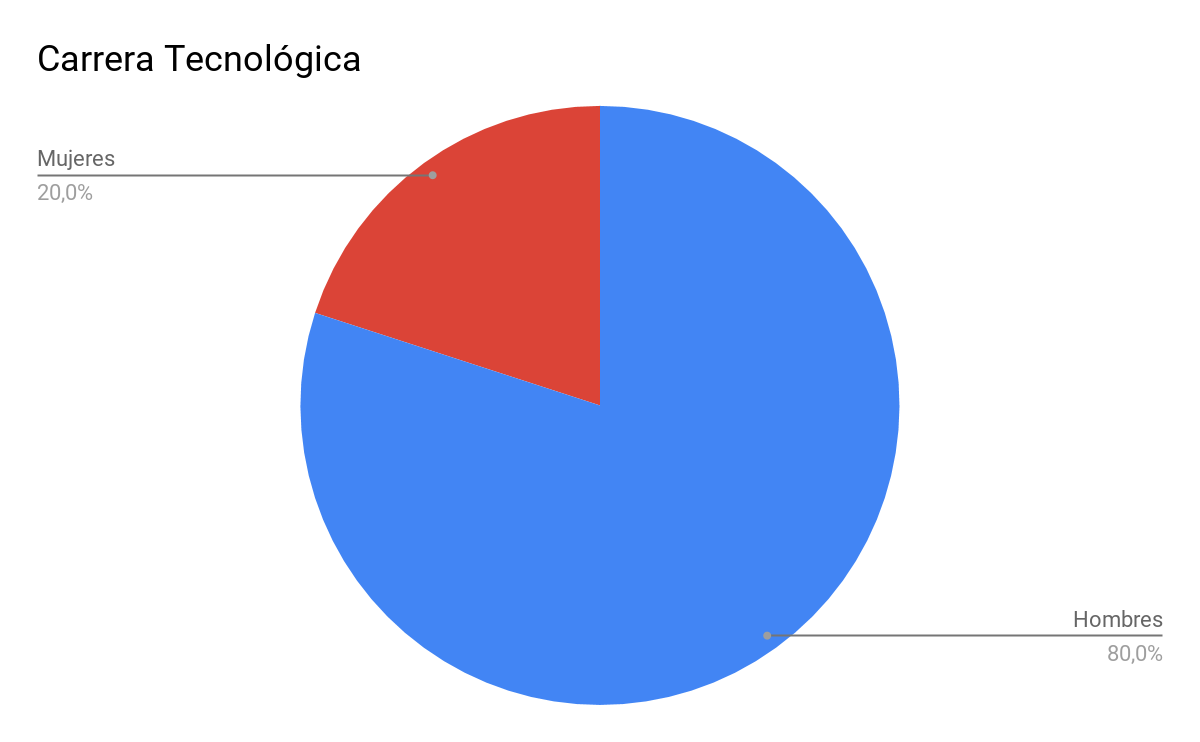 Carrera Tecnológica
Mujeres
20,0%
Hombres
80,0%